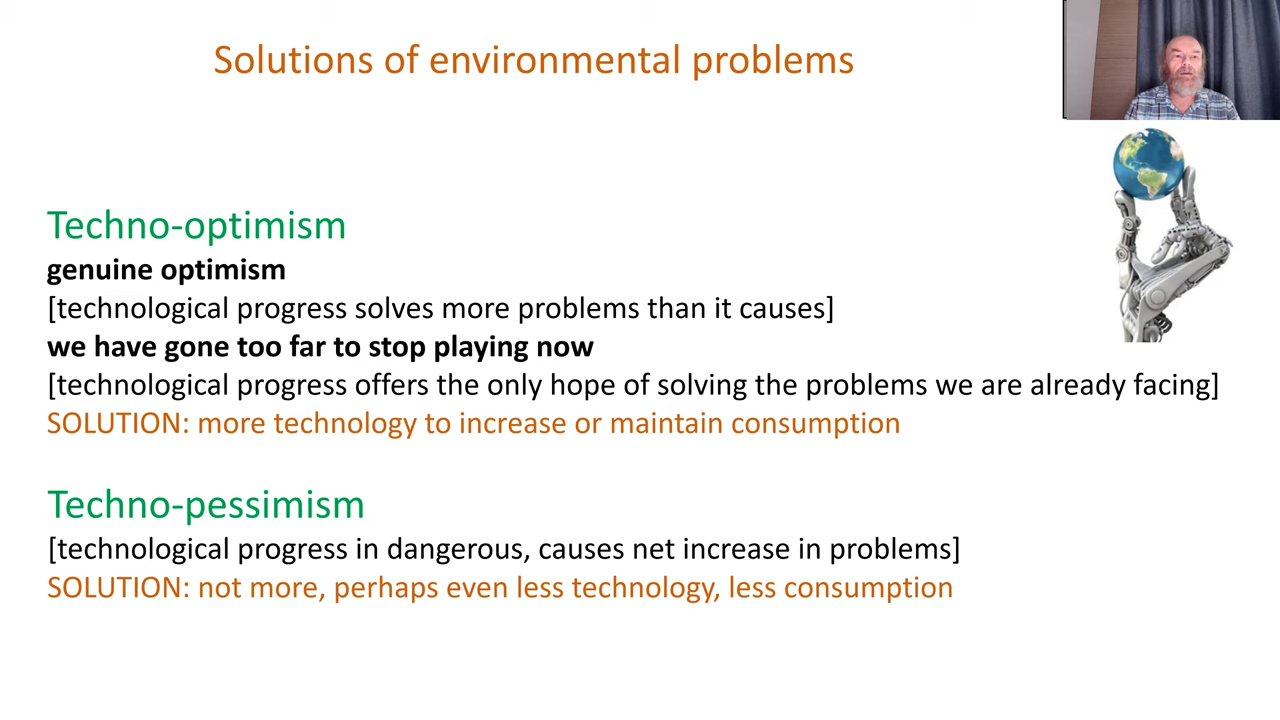 Solutions of environmental problems
Techno-optimism
genuine optimism
[technological progress solves more problems than it causes]
we have gone too far to stop playing now
[technological progress offers the only hope of solving the problems we are already facing]
SOLUTION: more technology to increase or maintain consumption
Techno-pessimism
[technological progress in dangerous, causes net increase in problems]
SOLUTION: not more, perhaps even less technology, less consumption